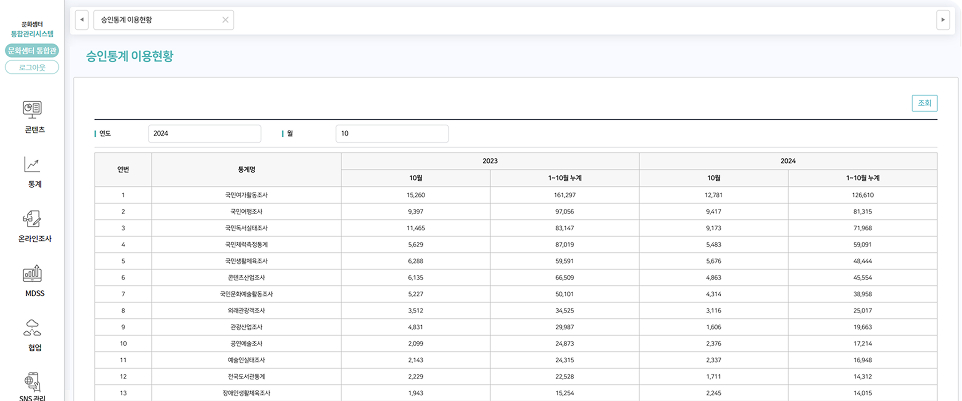 문화셈터
통합관리시스템
문화셈터 통합관
로그아웃
콘텐츠
통계
온라인조사
MDSS
협업
SNS 관리
승인통계 이용현황
승인통계 이용현황
조회
연도 2024 월 10
연번 통계명 2023 2024
10월 1~10월 누계 10월 1~10월 누계
1 국민여가활동조사 15,260 161,297 12,781 126,610
2 국민여행조사 9,397 97,056 9,417 81,315
3 국민독서실태조사 11,465 83,147 9,173 71,968
4 국민체력측정통계 5,629 87,019 5,483 59,091
5 국민생활체육조사 6,288 59,591 5,676 48,444
6 콘텐츠산업조사 6,135 66,509 4,863 45,554
7 국민문화예술활동조사 5,227 50,101 4,314 38,958
8 외래관광객조사 3,512 34,525 3,116 25,017
9 관광산업조사 4,831 29,987 1,606 19,663
10 공연예술조사 2,099 24,873 2,376 17,214
11 예술인실태조사 2,143 24,315 2,337 16,948
12 전국도서관통계 2,229 22,528 1,711 14,312
13 장애인생활체육조사 1,943 15,254 2,245 14,015